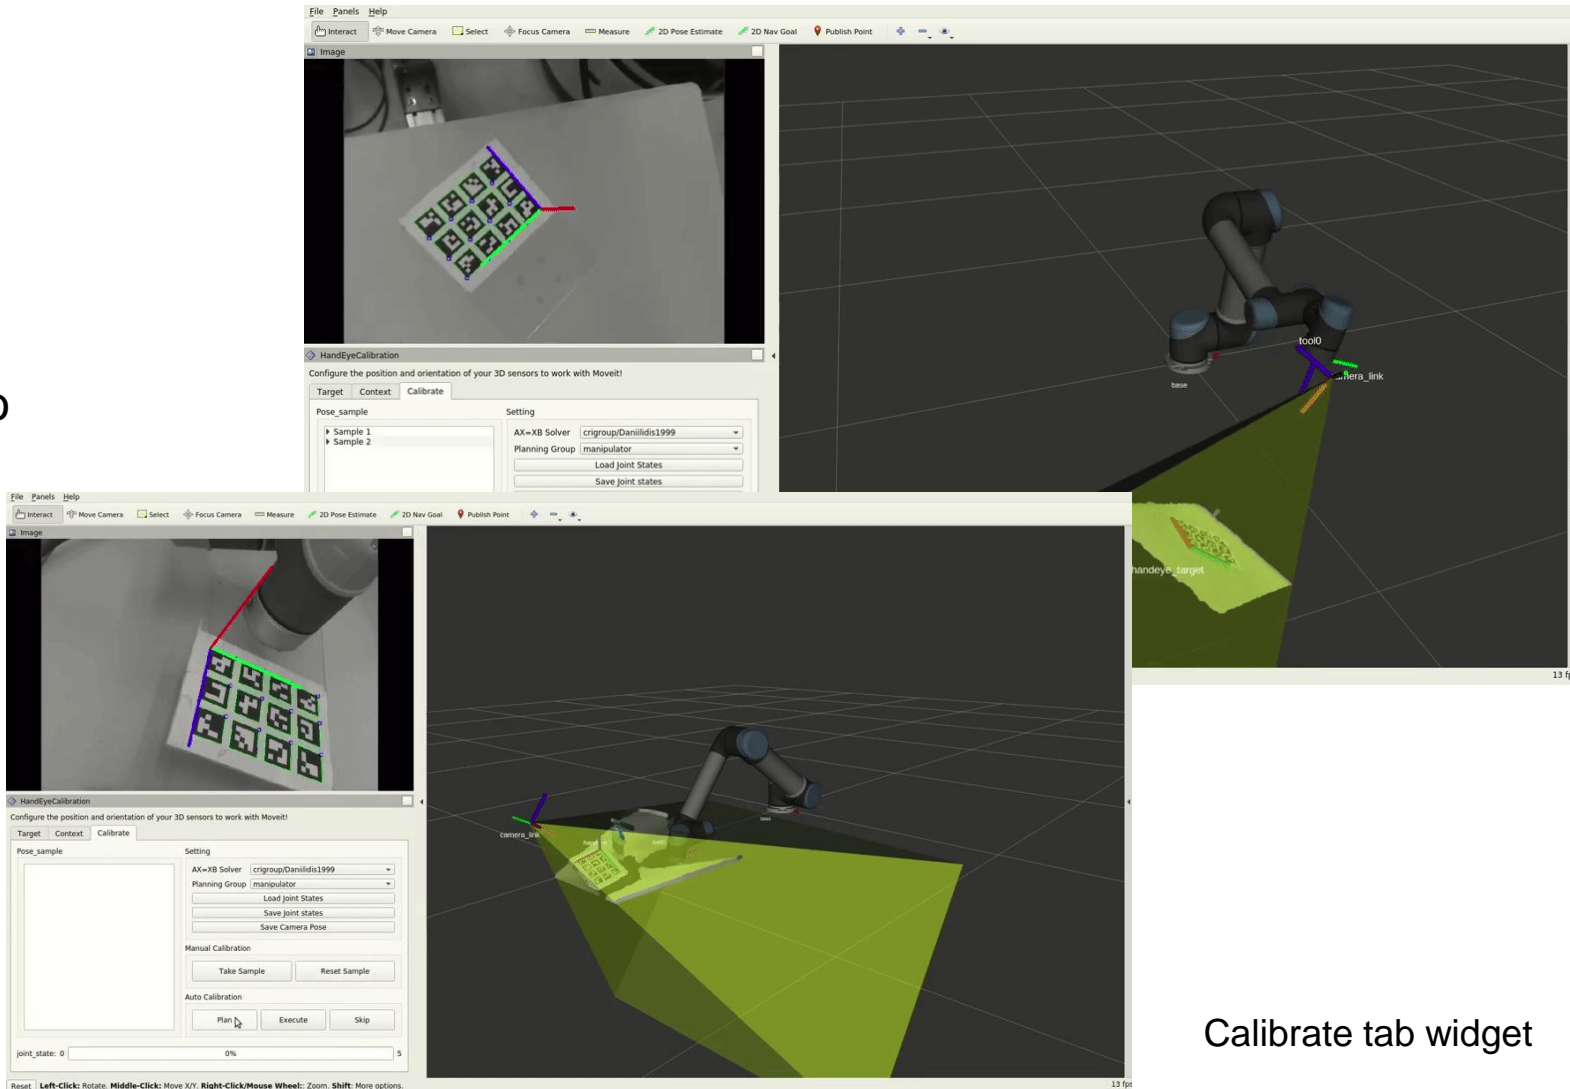 File Panels Help
Interact Move Camera Select Focus Camera Measure 2D Pose Estimate 2D Nav Goal Publish Point
Image
HandEyeCalibration
Configure the position and orientation of your 3D sensors to work with Moveit!
Target Context Calibrate
Pose_sample
Setting
Sample 1
Sample 2
AX=XB Solver crigroup/Daniilidis1999
Planning Group manipulator
Load Joint States
Save Joint states
tool0
base
camera_link
handeye_target
13 fp
File Panels Help
Interact Move Camera Select Focus Camera Measure 2D Pose Estimate 2D Nav Goal Publish Point
Image
HandEyeCalibration
Configure the position and orientation of your 3D sensors to work with Moveit!
Target Context Calibrate
Pose_sample
Setting
AX=XB Solver crigroup/Daniilidis1999
Planning Group manipulator
Load Joint States
Save Joint states
Save Camera Pose
Manual Calibration
Take Sample Reset Sample
Auto Calibration
Plan Execute Skip
joint_state: 0 0% 5
Reset Left-Click: Rotate. Middle-Click: Move X/Y. Right-Click/Mouse Wheel:: Zoom. Shift: More options.
camera_link
base
13 fps
Calibrate tab widget